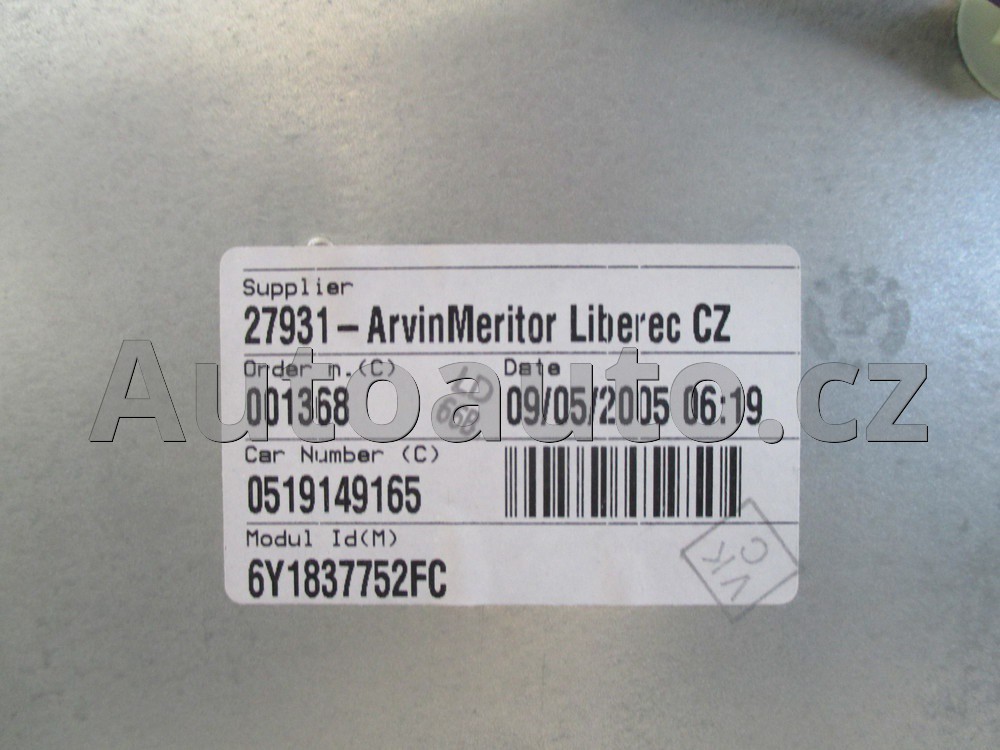 Supplier
27931-ArvinMeritor Liberec CZ
Order n.(C) Date
001368 09/05/2005 06:19
Car Number (C)
0519149165
Modul Id(M)
6Y1837752FC
VK
C
Autoauto.cz